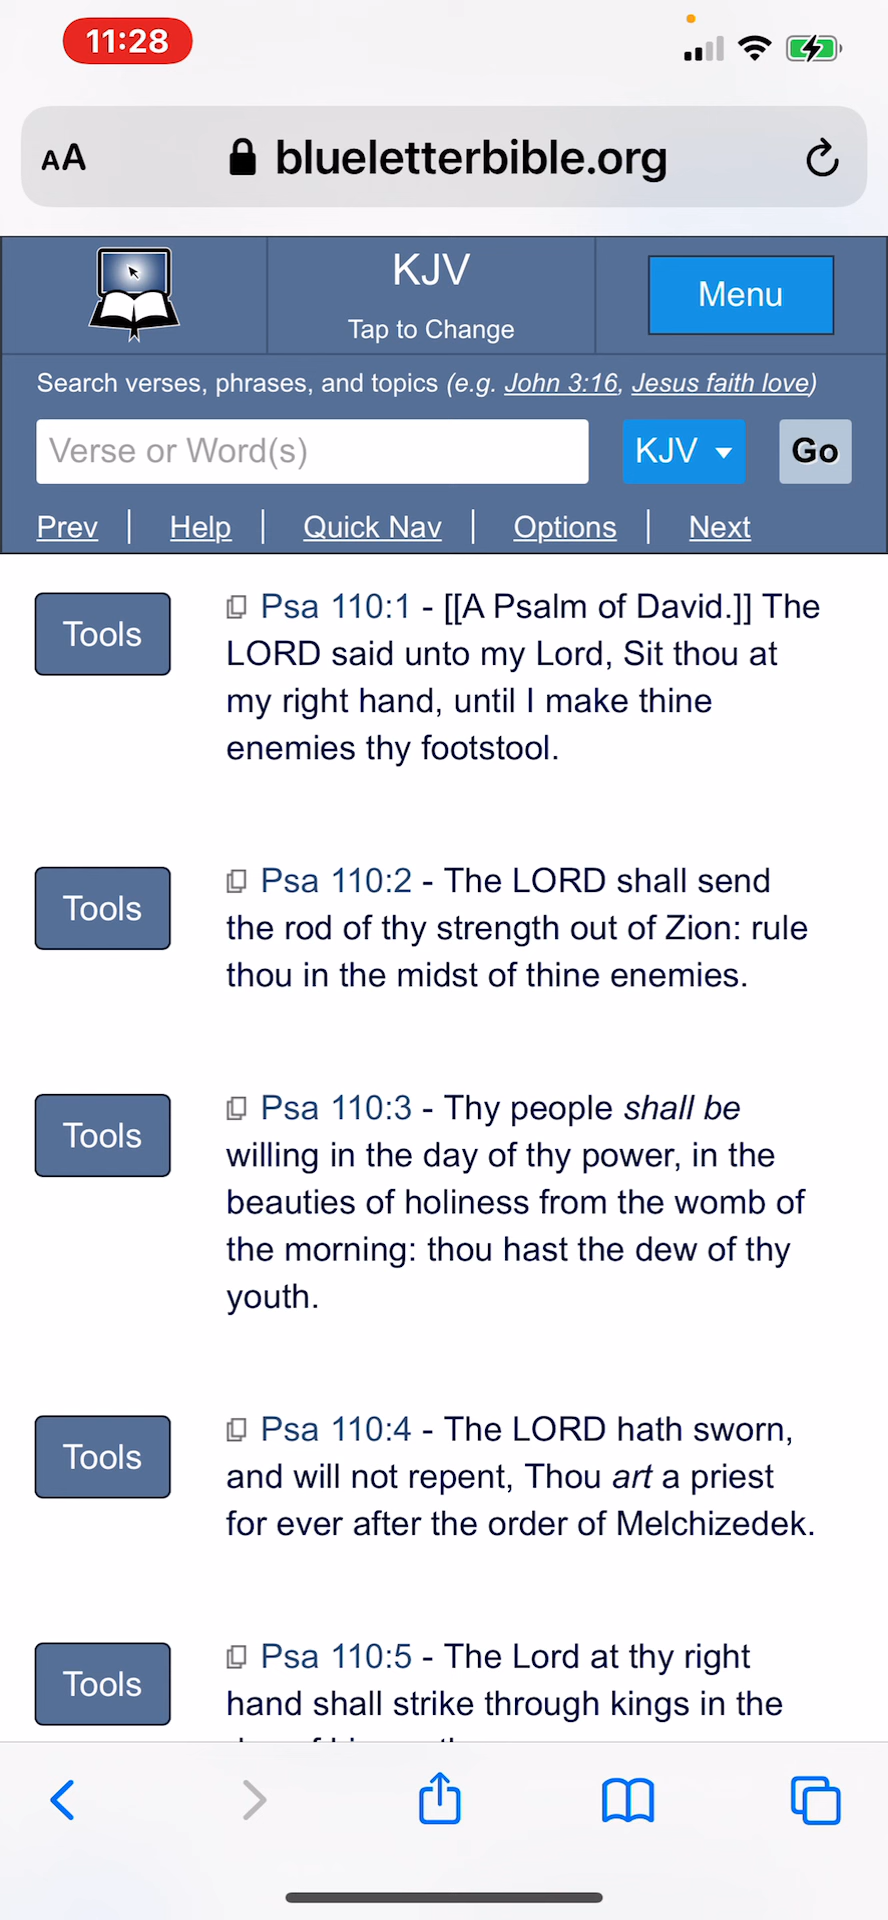 11:28
AA blueletterbible.org
KJV
Tap to Change
Menu
Search verses, phrases, and topics (e.g. John 3:16, Jesus faith love)
Verse or Word(s)
KJV
Go
Prev | Help | Quick Nav | Options | Next
Tools
Psa 110:1 - [[A Psalm of David.]] The
LORD said unto my Lord, Sit thou at
my right hand, until I make thine
enemies thy footstool.
Tools
Psa 110:2 - The LORD shall send
the rod of thy strength out of Zion: rule
thou in the midst of thine enemies.
Tools
Psa 110:3 - Thy people shall be
willing in the day of thy power, in the
beauties of holiness from the womb of
the morning: thou hast the dew of thy
youth.
Tools
Psa 110:4 - The LORD hath sworn,
and will not repent, Thou art a priest
for ever after the order of Melchizedek.
Tools
Psa 110:5 - The Lord at thy right
hand shall strike through kings in the